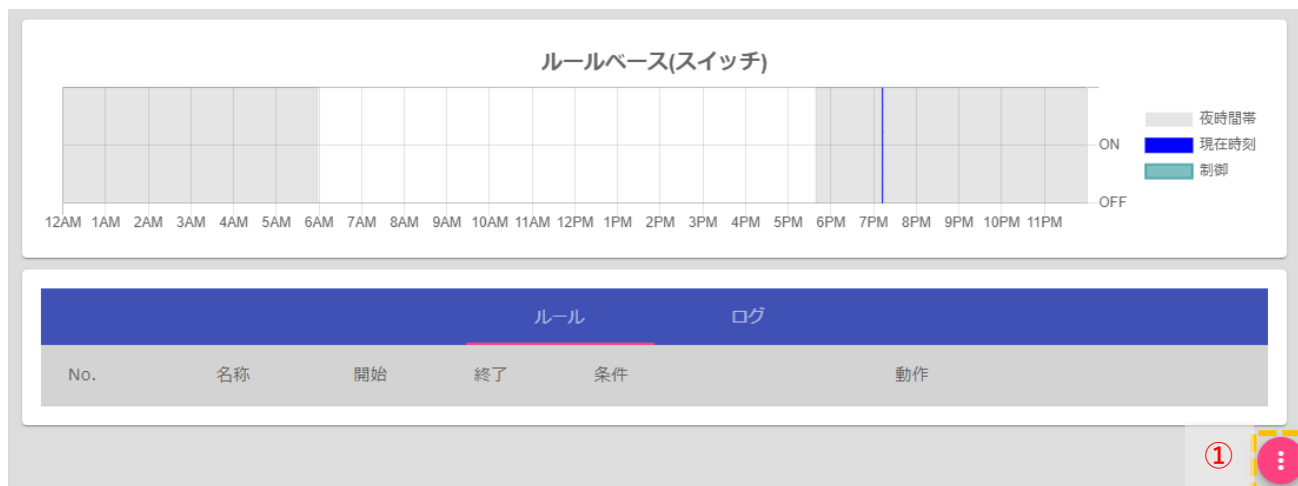 ルールベース(スイッチ)
夜時間帯
ON
現在時刻
制御
OFF
12AM 1AM 2AM 3AM 4AM 5AM 6AM 7AM 8AM 9AM 10AM 11AM 12PM 1PM 2PM 3PM 4PM 5PM 6PM 7PM 8PM 9PM 10PM 11PM
ルール ログ
No. 名称 開始 終了 条件 動作
①